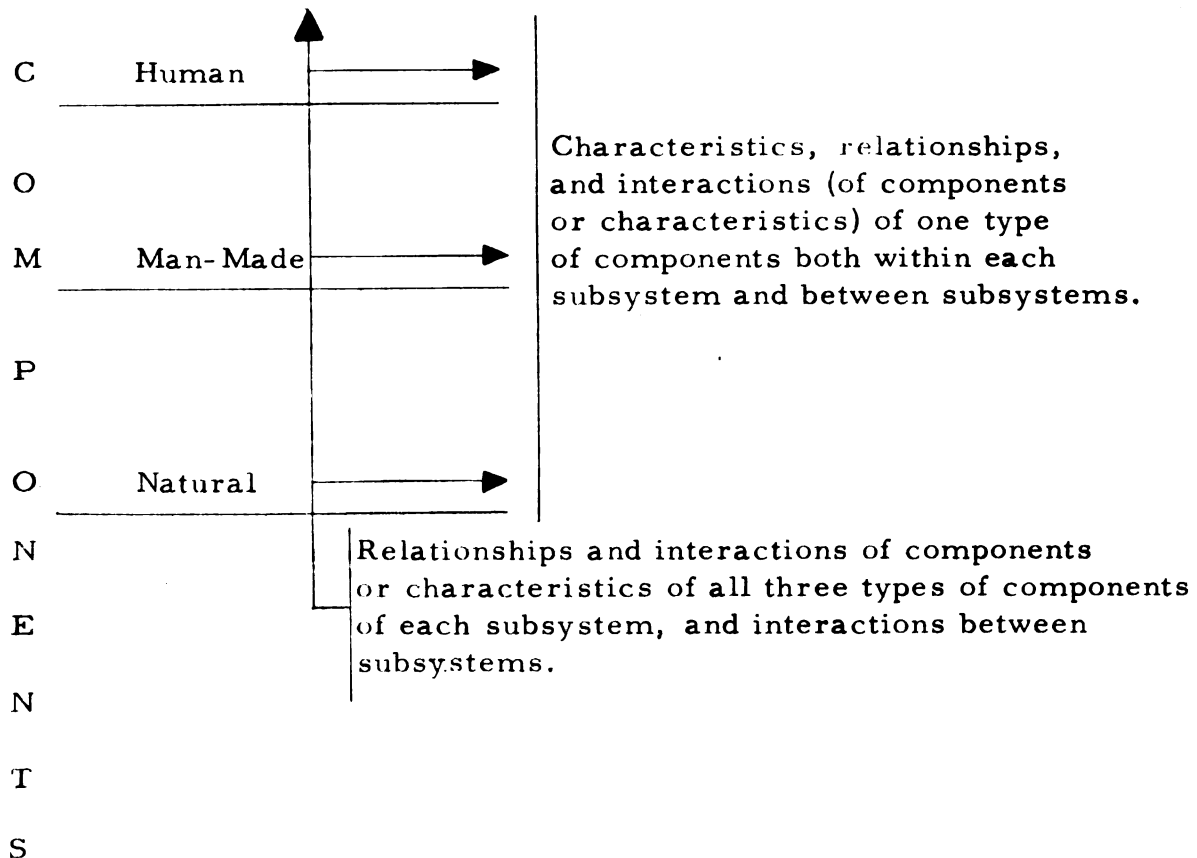 COMPONENTS
Human
Man-Made
Natural
Characteristics, relationships,
and interactions (of components
or characteristics) of one type
of components both within each
subsystem and between subsystems.
Relationships and interactions of components
or characteristics of all three types of components
of each subsystem, and interactions between
subsystems.